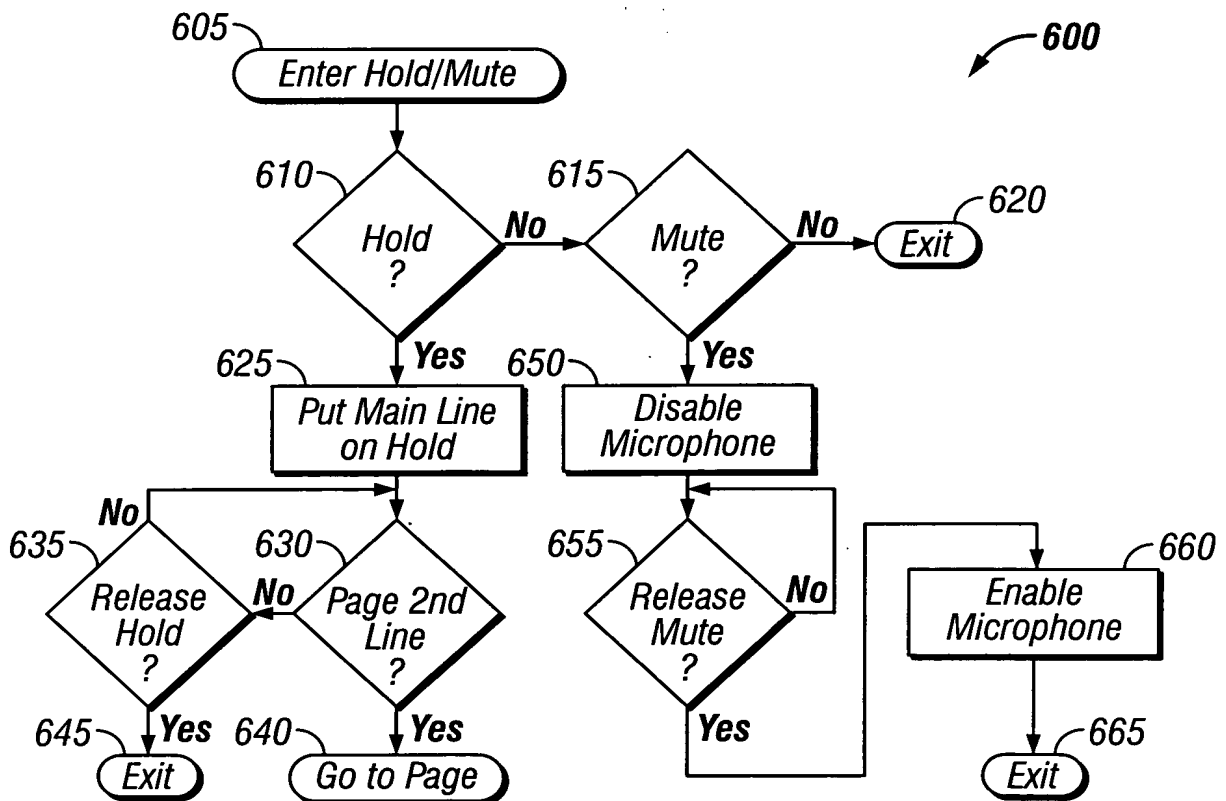 605
Enter Hold/Mute
600
610
Hold
?
No
615
Mute
?
No
620
Exit
Yes
Yes
625
Put Main Line
on Hold
650
Disable
Microphone
No
635
Release
Hold
?
No
630
Page 2nd
Line
?
655
Release
Mute
?
No
660
Enable
Microphone
Yes
Yes
Yes
645
Exit
640
Go to Page
665
Exit